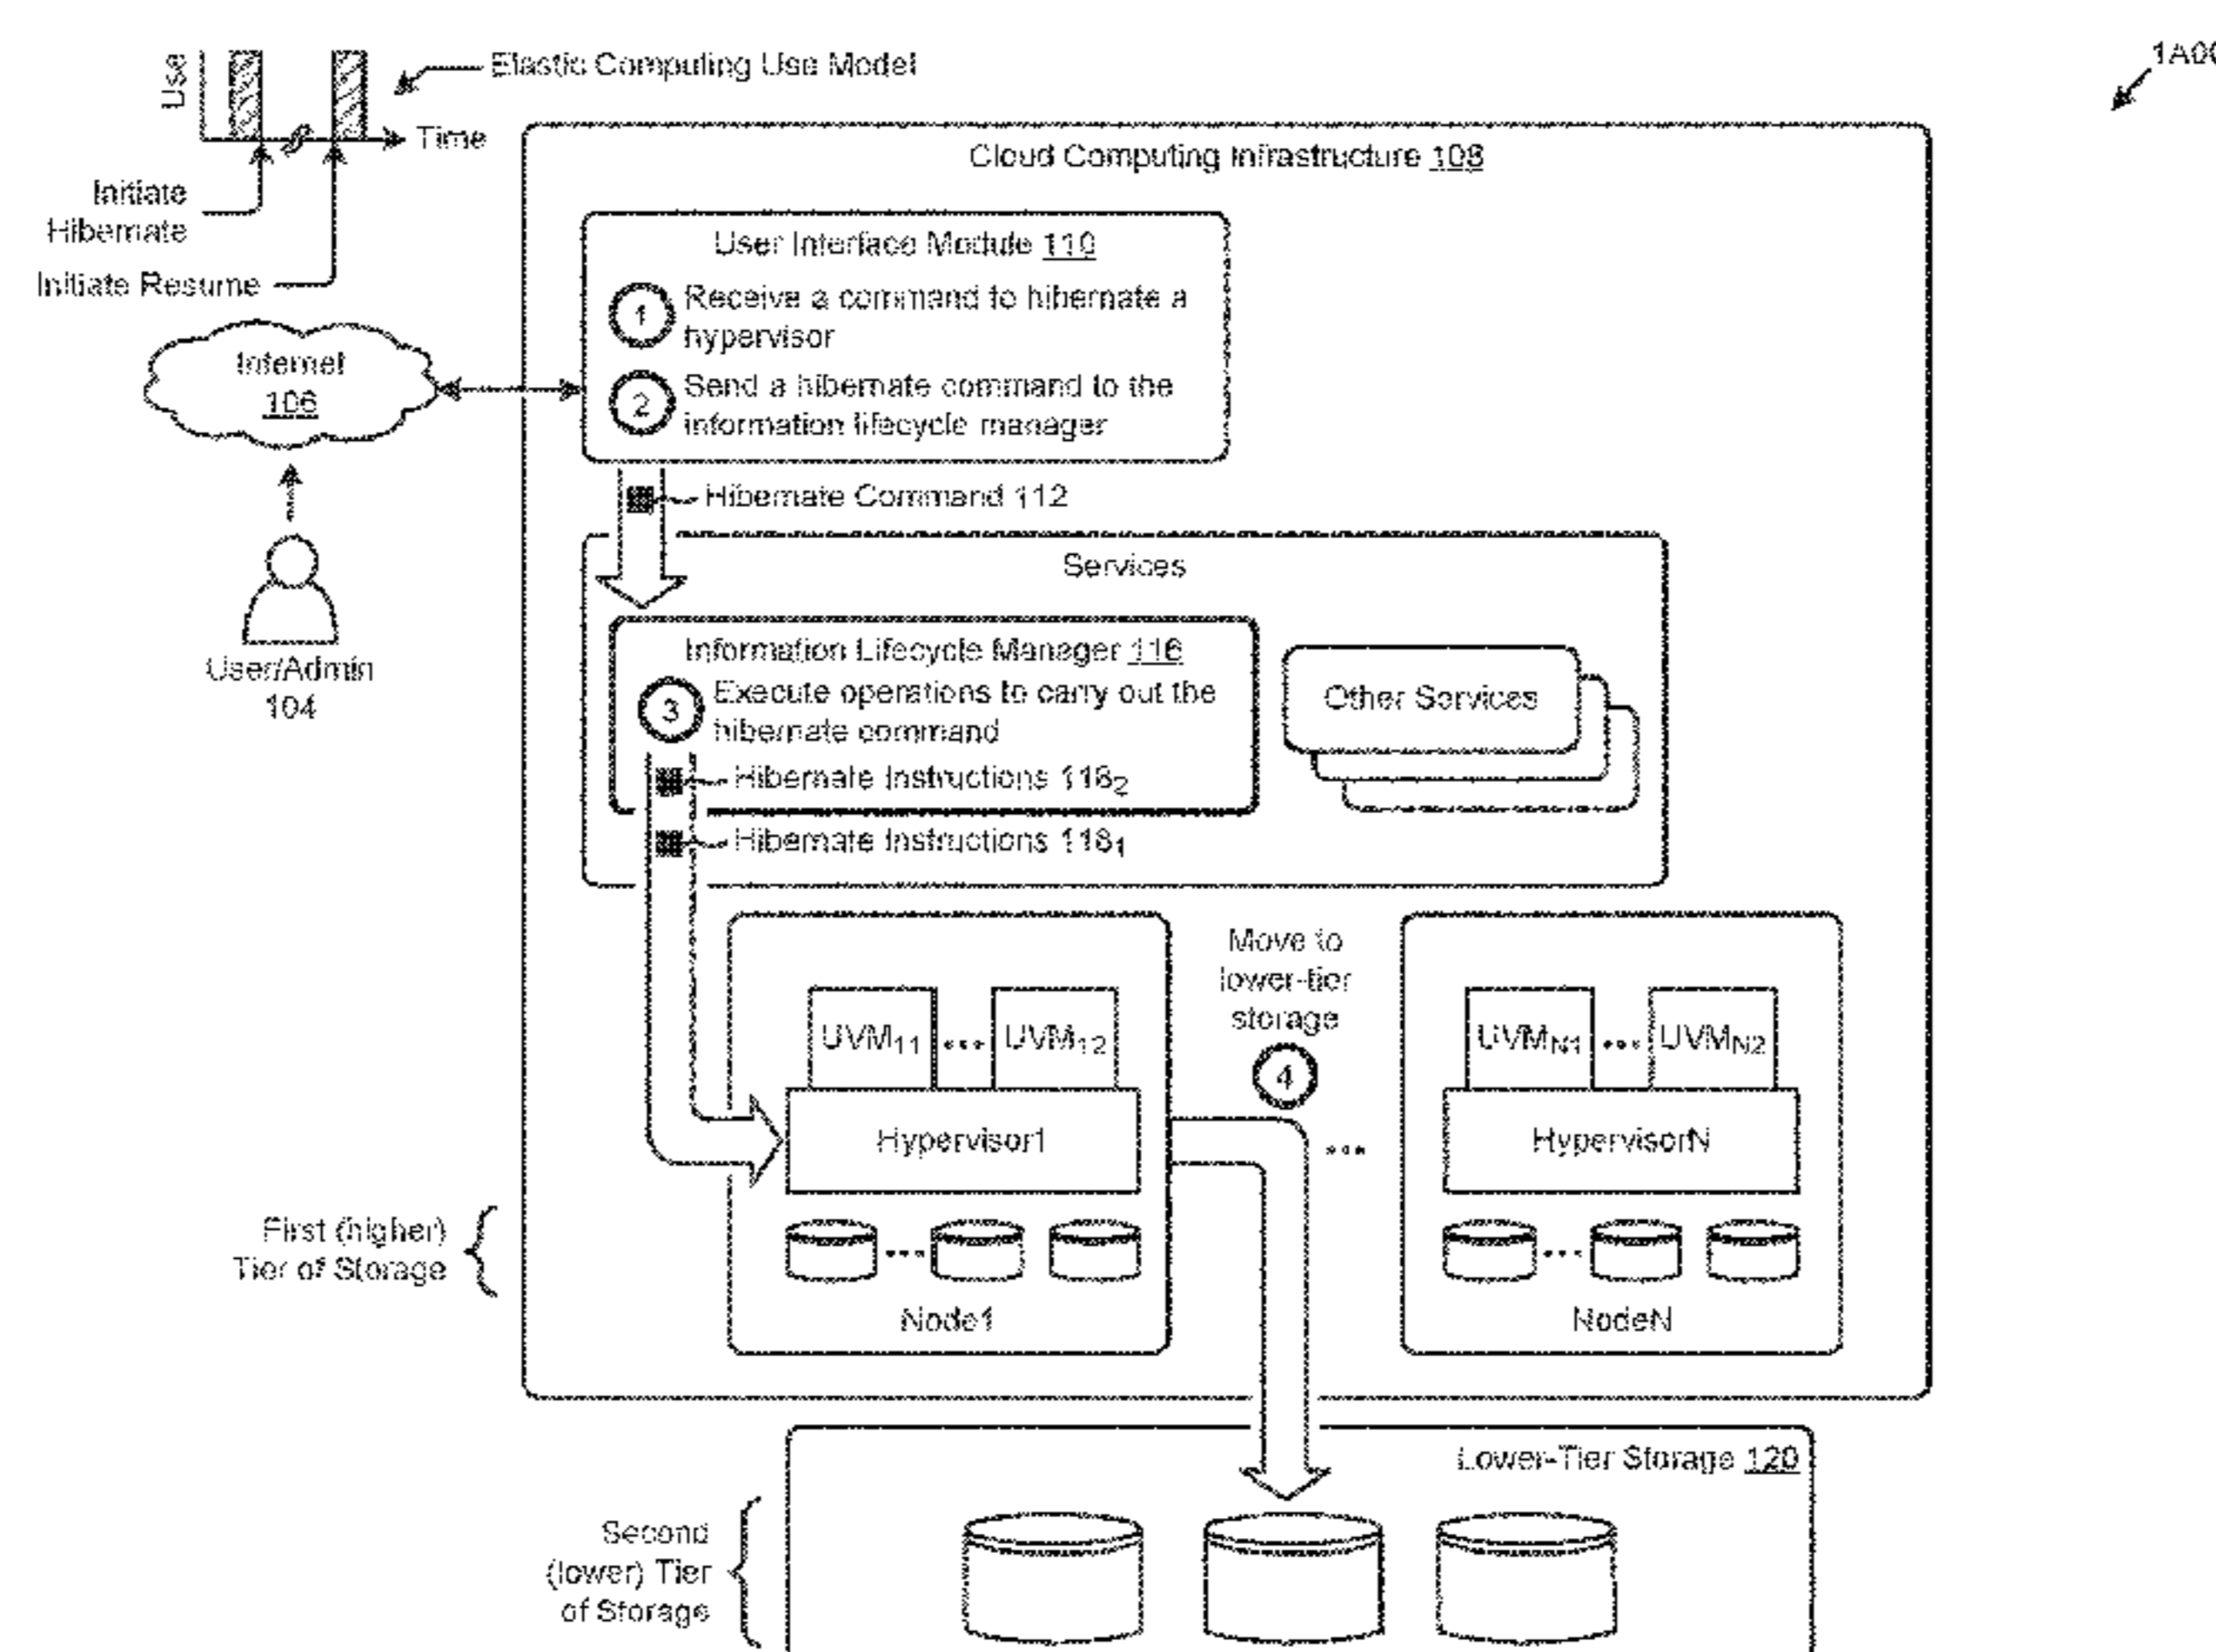 1A00
Use
Elastic Computing Use Model
Time
Initiate
Hibernate
Initiate Resume
Internet
106
User/Admin
104
Cloud Computing Infrastructure 108
User Interface Module 110
1 Receive a command to hibernate a
hypervisor
2 Send a hibernate command to the
information lifecycle manager
Hibernate Command 112
Services
Information Lifecycle Manager 116
3 Execute operations to carry out the
hibernate command
Hibernate Instructions 118₂
Hibernate Instructions 118₁
Other Services
Move to
lower-tier
storage
4
UVM₁₁ ••• UVM₁₂
Hypervisor1
•••
Node1
•••
UVMN1 ••• UVMN2
HypervisorN
•••
NodeN
First (higher)
Tier of Storage
Lower-Tier Storage 120
Second
(lower) Tier
of Storage